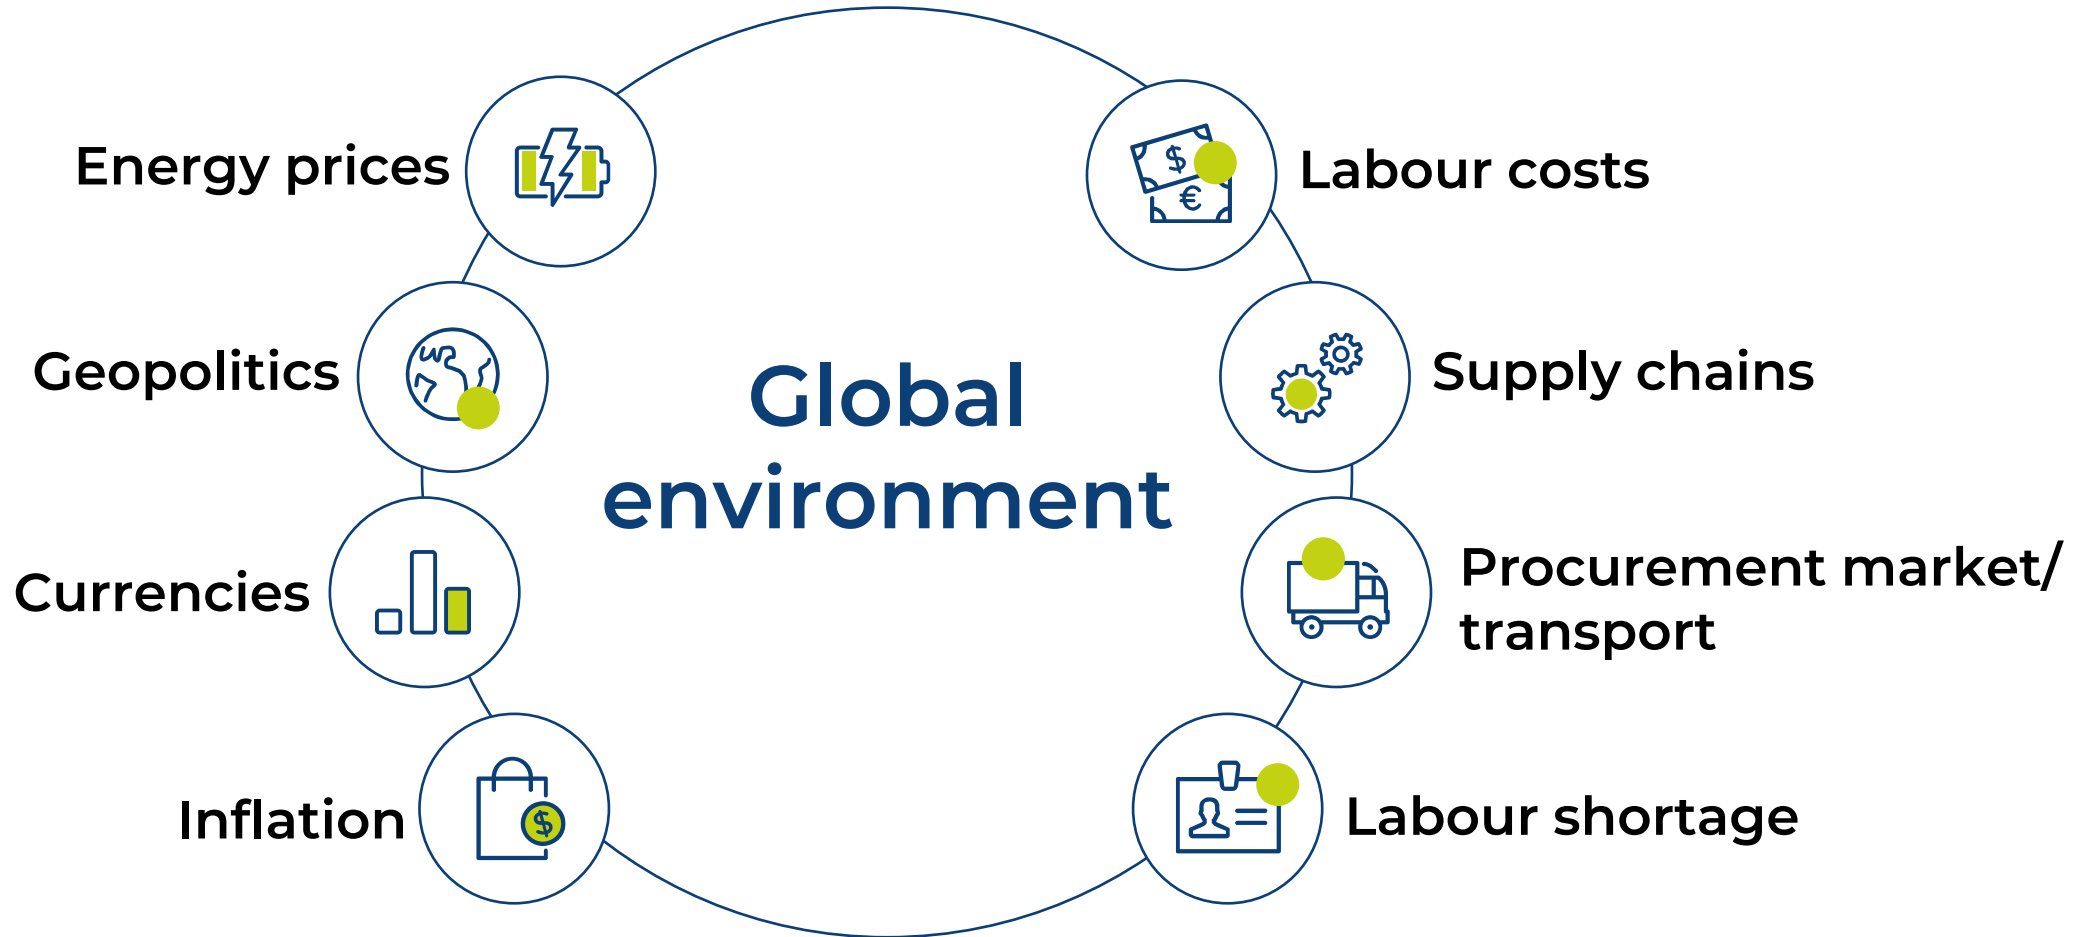 Energy prices
Labour costs
Geopolitics
Supply chains
Global
environment
Currencies
Procurement market/
transport
Inflation
Labour shortage
$
€
$